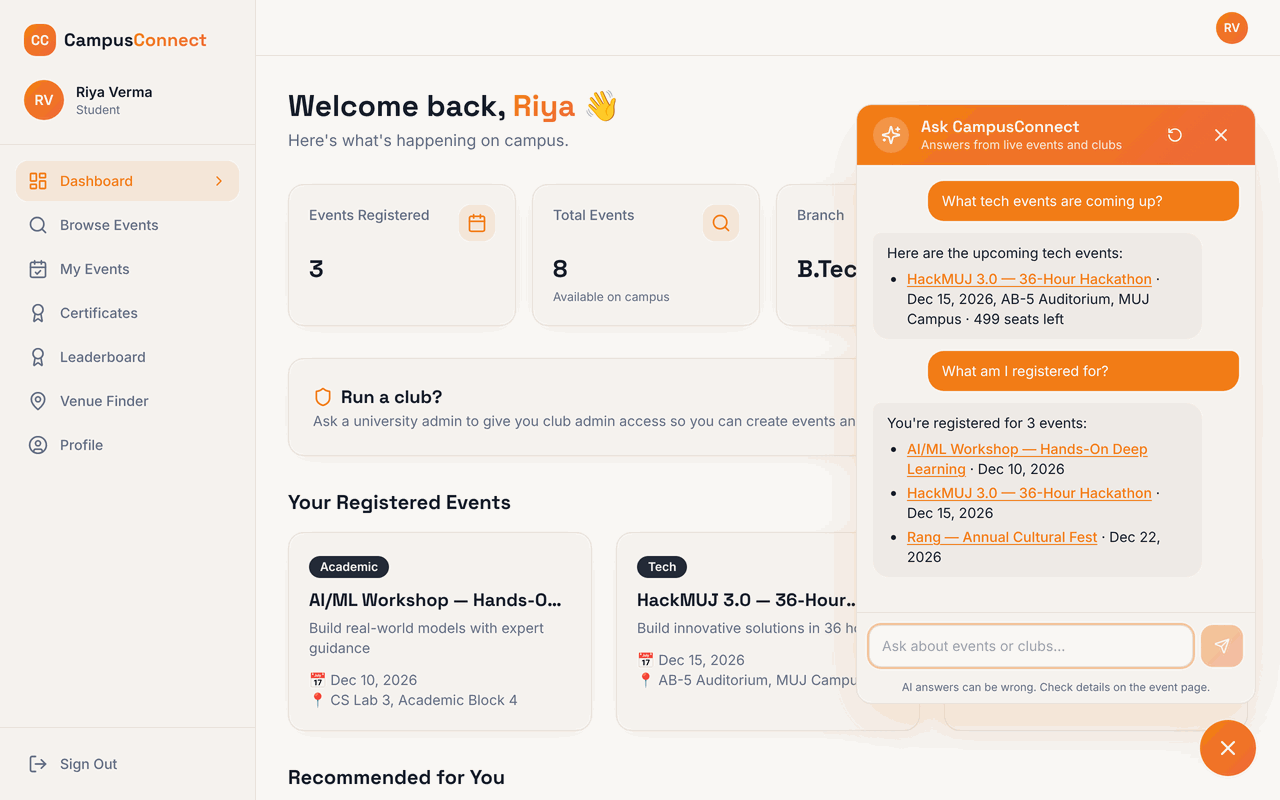 CC CampusConnect
RV
Riya Verma
Student
Dashboard
Browse Events
My Events
Certificates
Leaderboard
Venue Finder
Profile
Sign Out
RV
Welcome back, Riya 👋
Here's what's happening on campus.
Events Registered
3
Total Events
8
Available on campus
Branch
B.Tec
Run a club?
Ask a university admin to give you club admin access so you can create events an
Your Registered Events
Academic
AI/ML Workshop — Hands-O...
Build real-world models with expert
guidance
📅 Dec 10, 2026
📍 CS Lab 3, Academic Block 4
Tech
HackMUJ 3.0 — 36-Hour...
Build innovative solutions in 36 h
📅 Dec 15, 2026
📍 AB-5 Auditorium, MUJ Campu
Recommended for You
Ask CampusConnect
Answers from live events and clubs
What tech events are coming up?
Here are the upcoming tech events:
• HackMUJ 3.0 — 36-Hour Hackathon ·
Dec 15, 2026, AB-5 Auditorium, MUJ
Campus · 499 seats left
What am I registered for?
You're registered for 3 events:
• AI/ML Workshop — Hands-On Deep
Learning · Dec 10, 2026
• HackMUJ 3.0 — 36-Hour Hackathon ·
Dec 15, 2026
• Rang — Annual Cultural Fest · Dec 22,
2026
Ask about events or clubs...
AI answers can be wrong. Check details on the event page.